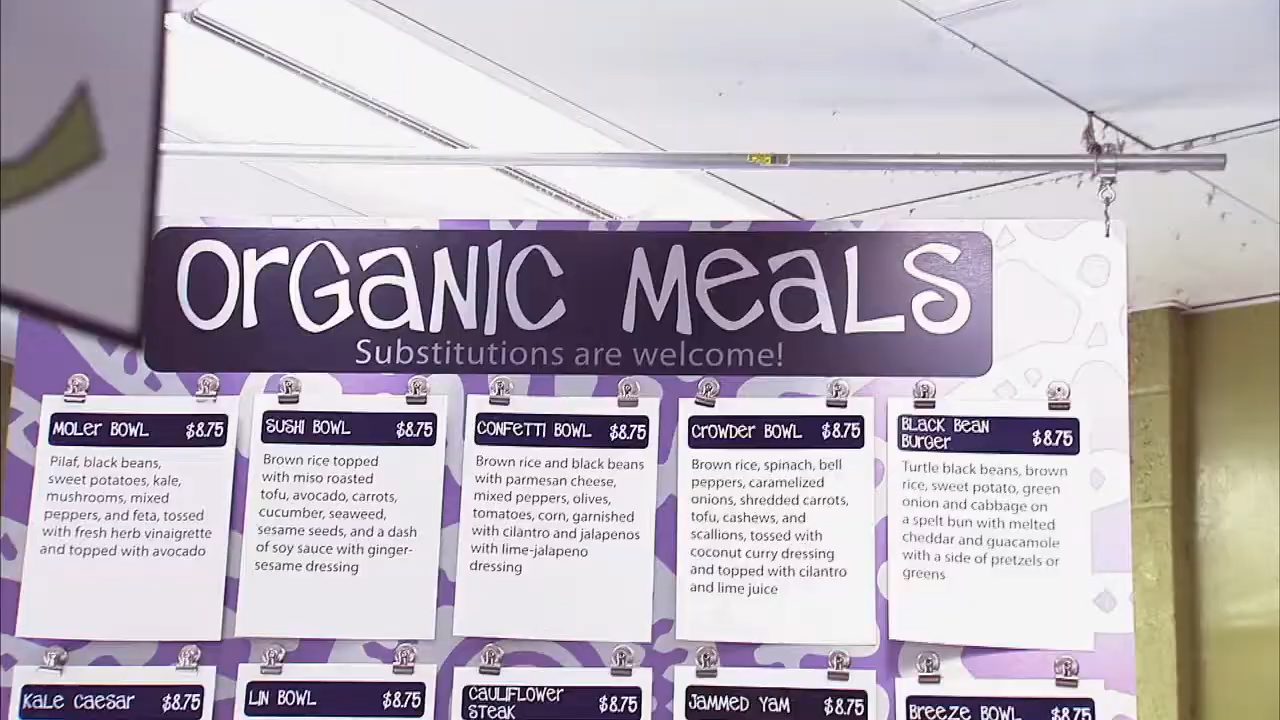 Organic Meals
Substitutions are welcome!
Moler Bowl $8.75
Pilaf, black beans,
sweet potatoes, kale,
mushrooms, mixed
peppers, and feta, tossed
with fresh herb vinaigrette
and topped with avocado
Sushi Bowl $8.75
Brown rice topped
with miso roasted
tofu, avocado, carrots,
cucumber, seaweed,
sesame seeds, and a dash
of soy sauce with ginger-
sesame dressing
Confetti Bowl $8.75
Brown rice and black beans
with parmesan cheese,
mixed peppers, olives,
tomatoes, corn, garnished
with cilantro and jalapenos
with lime-jalapeno
dressing
Crowder Bowl $8.75
Brown rice, spinach, bell
peppers, caramelized
onions, shredded carrots,
tofu, cashews, and
scallions, tossed with
coconut curry dressing
and topped with cilantro
and lime juice
Black Bean
Burger $8.75
Turtle black beans, brown
rice, sweet potato, green
onion and cabbage on
a spelt bun with melted
cheddar and guacamole
with a side of pretzels or
greens
Kale Caesar $8.75
Lin Bowl $8.75
Cauliflower
Steak $8.75
Jammed Yam $8.75
Breeze Bowl $8.75